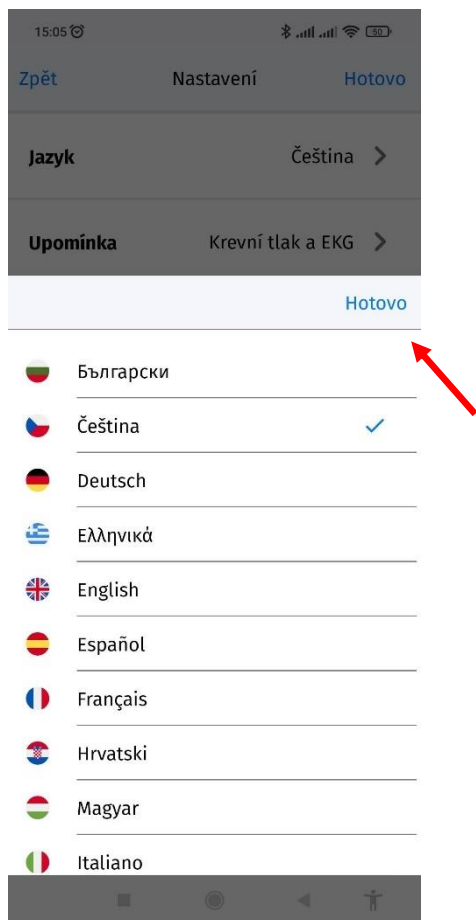 15:05 50
Zpět Nastavení Hotovo
Jazyk Čeština
Upomínka Krevní tlak a EKG
Hotovo
Български
Čeština
Deutsch
Ελληνικά
English
Español
Français
Hrvatski
Magyar
Italiano